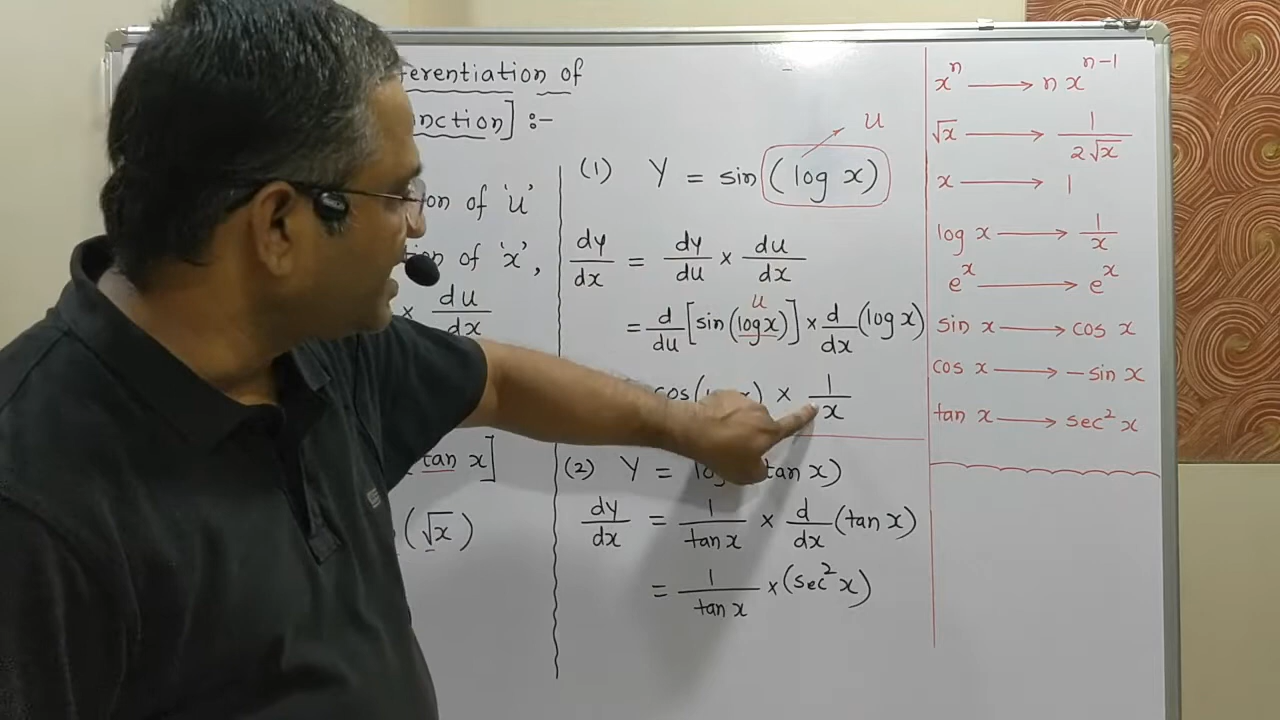 ferentiation of
nction] :-
ion of 'u'
of 'x',
× du/dx
tan x]
(√x)
(1) Y = sin (log x)
u
dy/dx = dy/du × du/dx
u
= d/du [sin (log x)] × d/dx (log x)
cos( x) × 1/x
(2) Y = log tan x)
dy/dx = 1/tan x × d/dx (tan x)
= 1/tan x × (sec² x)
xⁿ → n xⁿ⁻¹
√x → 1/2√x
x → 1
log x → 1/x
eˣ → eˣ
sin x → cos x
cos x → -sin x
tan x → sec² x